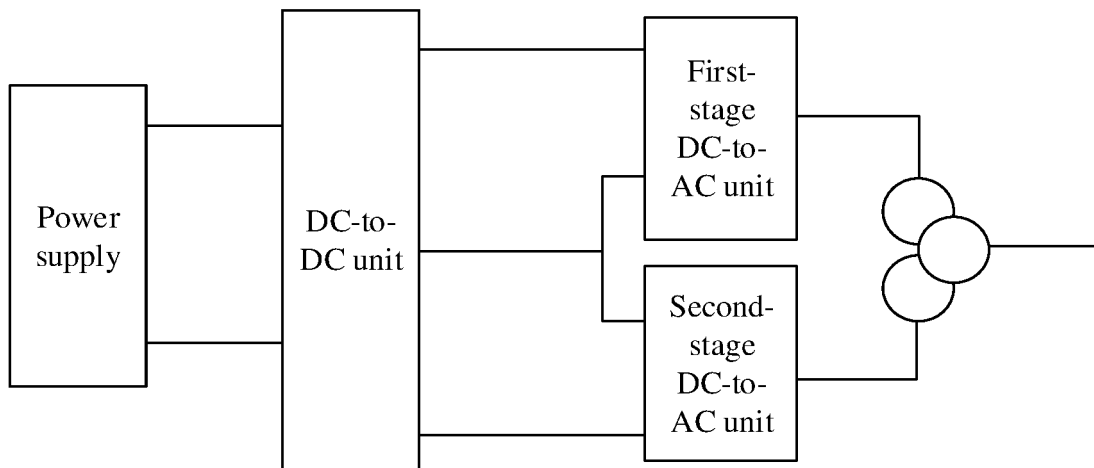 Power
supply
DC-to-
DC unit
First-
stage
DC-to-
AC unit
Second-
stage
DC-to-
AC unit